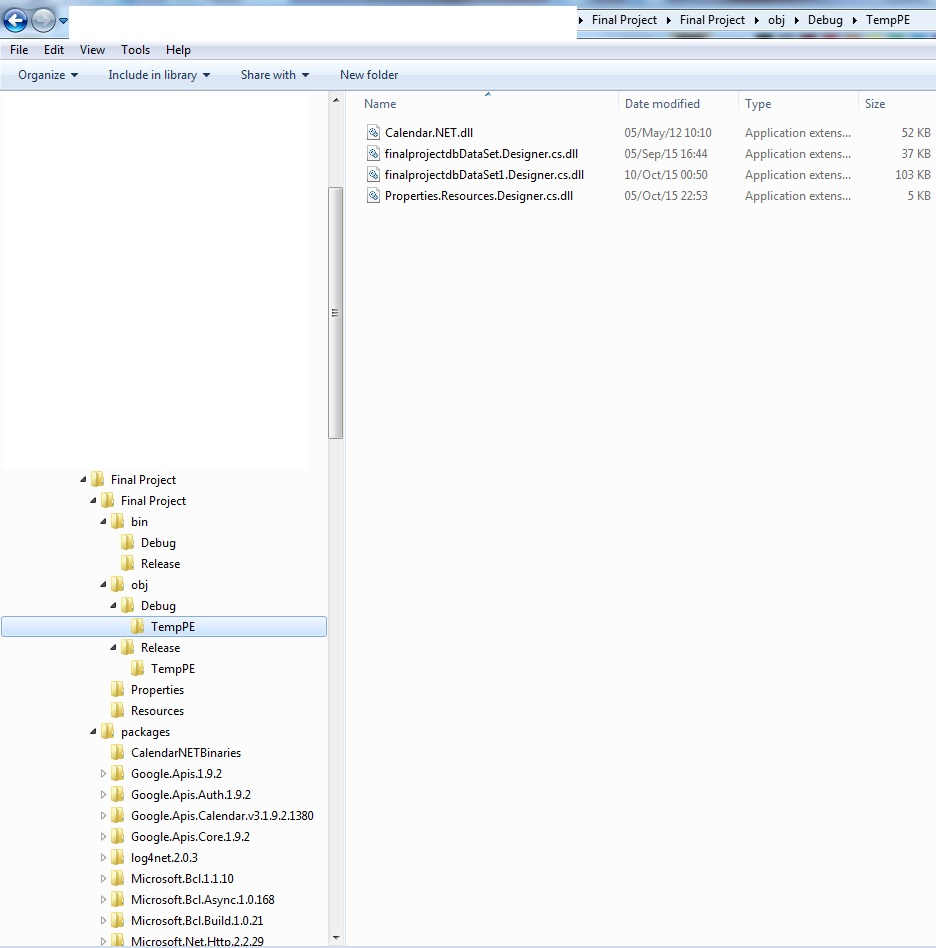 Final Project Final Project obj Debug TempPE
File Edit View Tools Help
Organize Include in library Share with New folder
Name Date modified Type Size
Calendar.NET.dll 05/May/12 10:10 Application extens... 52 KB
finalprojectdbDataSet.Designer.cs.dll 05/Sep/15 16:44 Application extens... 37 KB
finalprojectdbDataSet1.Designer.cs.dll 10/Oct/15 00:50 Application extens... 103 KB
Properties.Resources.Designer.cs.dll 05/Oct/15 22:53 Application extens... 5 KB
Final Project
Final Project
bin
Debug
Release
obj
Debug
TempPE
Release
TempPE
Properties
Resources
packages
CalendarNETBinaries
Google.Apis.1.9.2
Google.Apis.Auth.1.9.2
Google.Apis.Calendar.v3.1.9.2.1380
Google.Apis.Core.1.9.2
log4net.2.0.3
Microsoft.Bcl.1.1.10
Microsoft.Bcl.Async.1.0.168
Microsoft.Bcl.Build.1.0.21
Microsoft.Net.Http.2.2.29